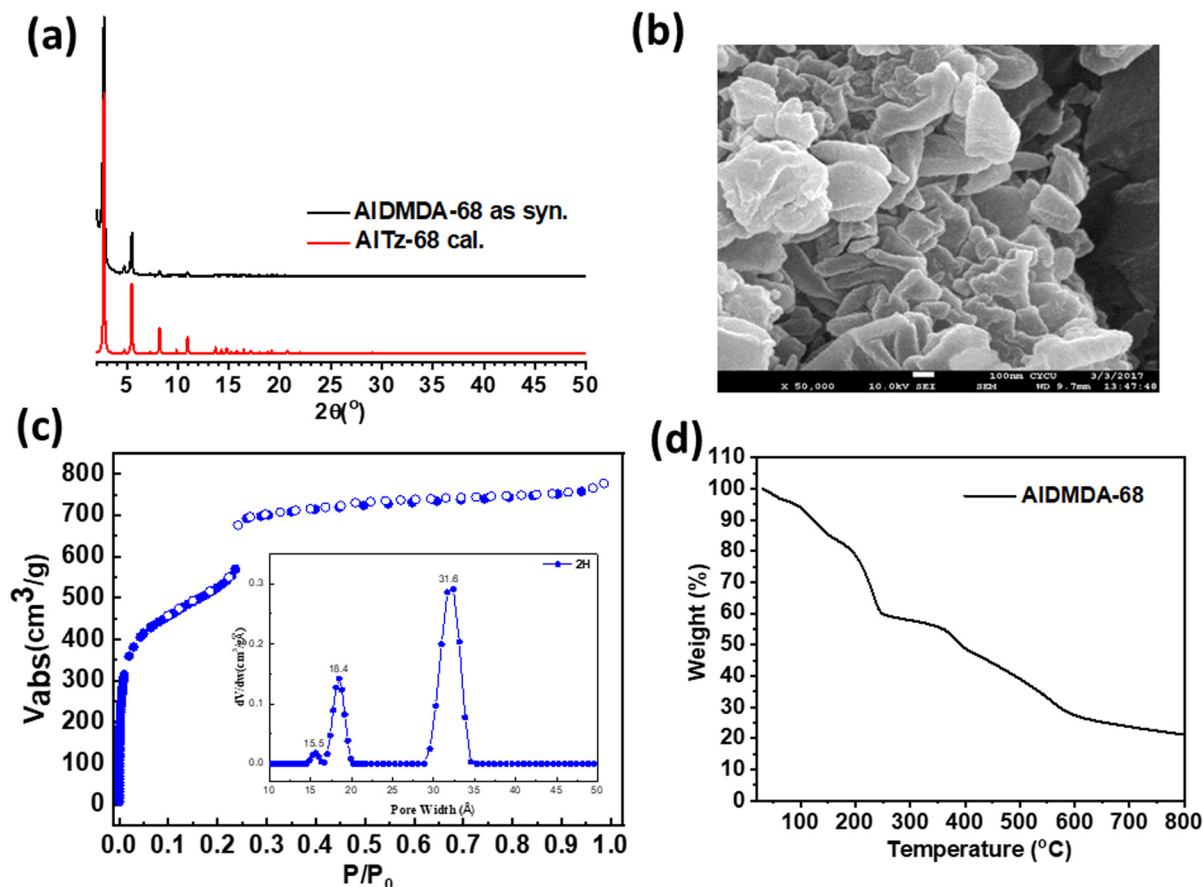 (a)
AlDMDA-68 as syn.
AlTz-68 cal.
5 10 15 20 25 30 35 40 45 50
2θ(°)
(b)
X 50,000 10.0kV SEI 100nm CYCU 3/3/2017
SEM WD 9.7mm 13:47:48
(c)
Vabs(cm³/g)
800
700
600
500
400
300
200
100
0
0.0 0.1 0.2 0.3 0.4 0.5 0.6 0.7 0.8 0.9 1.0
P/P₀
2H
dV/dw(cm³/gÅ)
0.3
0.2
0.1
0.0
15.5
18.4
31.6
10 15 20 25 30 35 40 45 50
Pore Width (Å)
(d)
AlDMDA-68
Weight (%)
110
100
90
80
70
60
50
40
30
20
10
0
100 200 300 400 500 600 700 800
Temperature (°C)